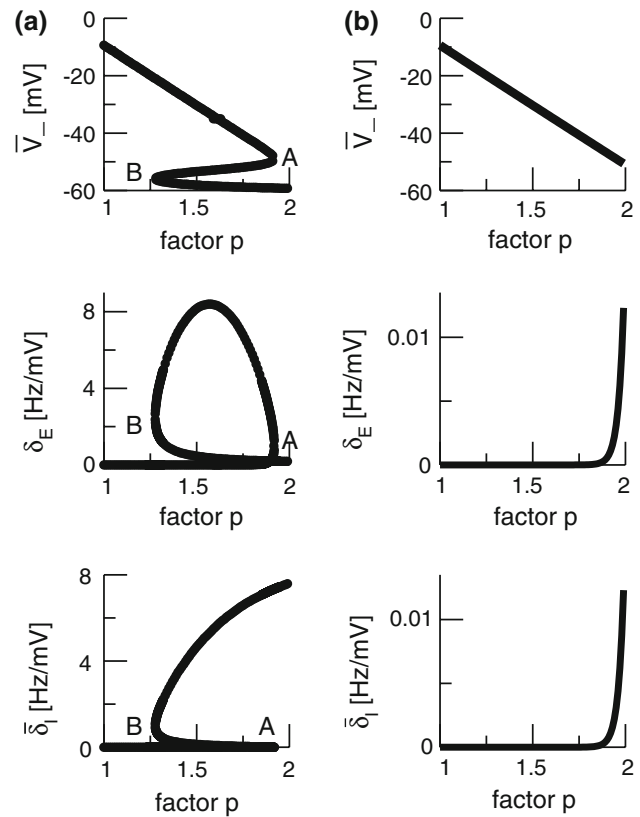 (a)
0
-20
-40
-60
V̅_ [mV]
A
B
1
1.5
2
factor p
(b)
0
-20
-40
-60
V̅_ [mV]
1
1.5
2
factor p
8
4
0
δ_E [Hz/mV]
B
A
1
1.5
2
factor p
0.01
0
δ_E [Hz/mV]
1
1.5
2
factor p
8
4
0
δ̅_I [Hz/mV]
B
A
1
1.5
2
factor p
0.01
0
δ̅_I [Hz/mV]
1
1.5
2
factor p